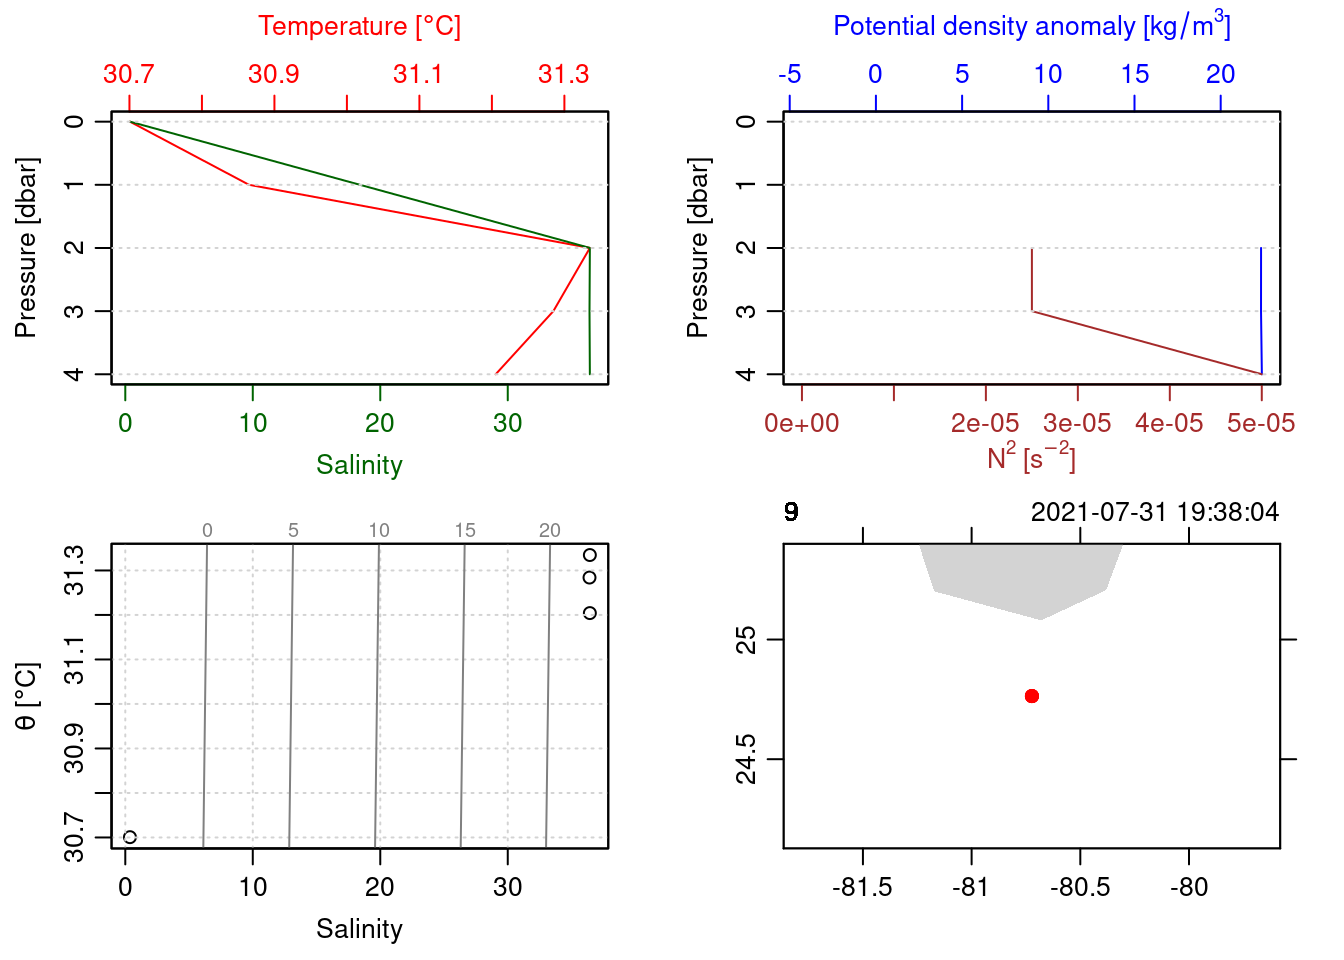 Temperature [°C]
30.7 30.9 31.1 31.3
0
1
2
3
4
Pressure [dbar]
0 10 20 30
Salinity
Potential density anomaly [kg/m³]
-5 0 5 10 15 20
0
1
2
3
4
Pressure [dbar]
0e+00 2e-05 3e-05 4e-05 5e-05
N² [s⁻²]
0 5 10 15 20
31.3
31.1
30.9
30.7
θ [°C]
0 10 20 30
Salinity
2021-07-31 19:38:04
25
24.5
-81.5 -81 -80.5 -80